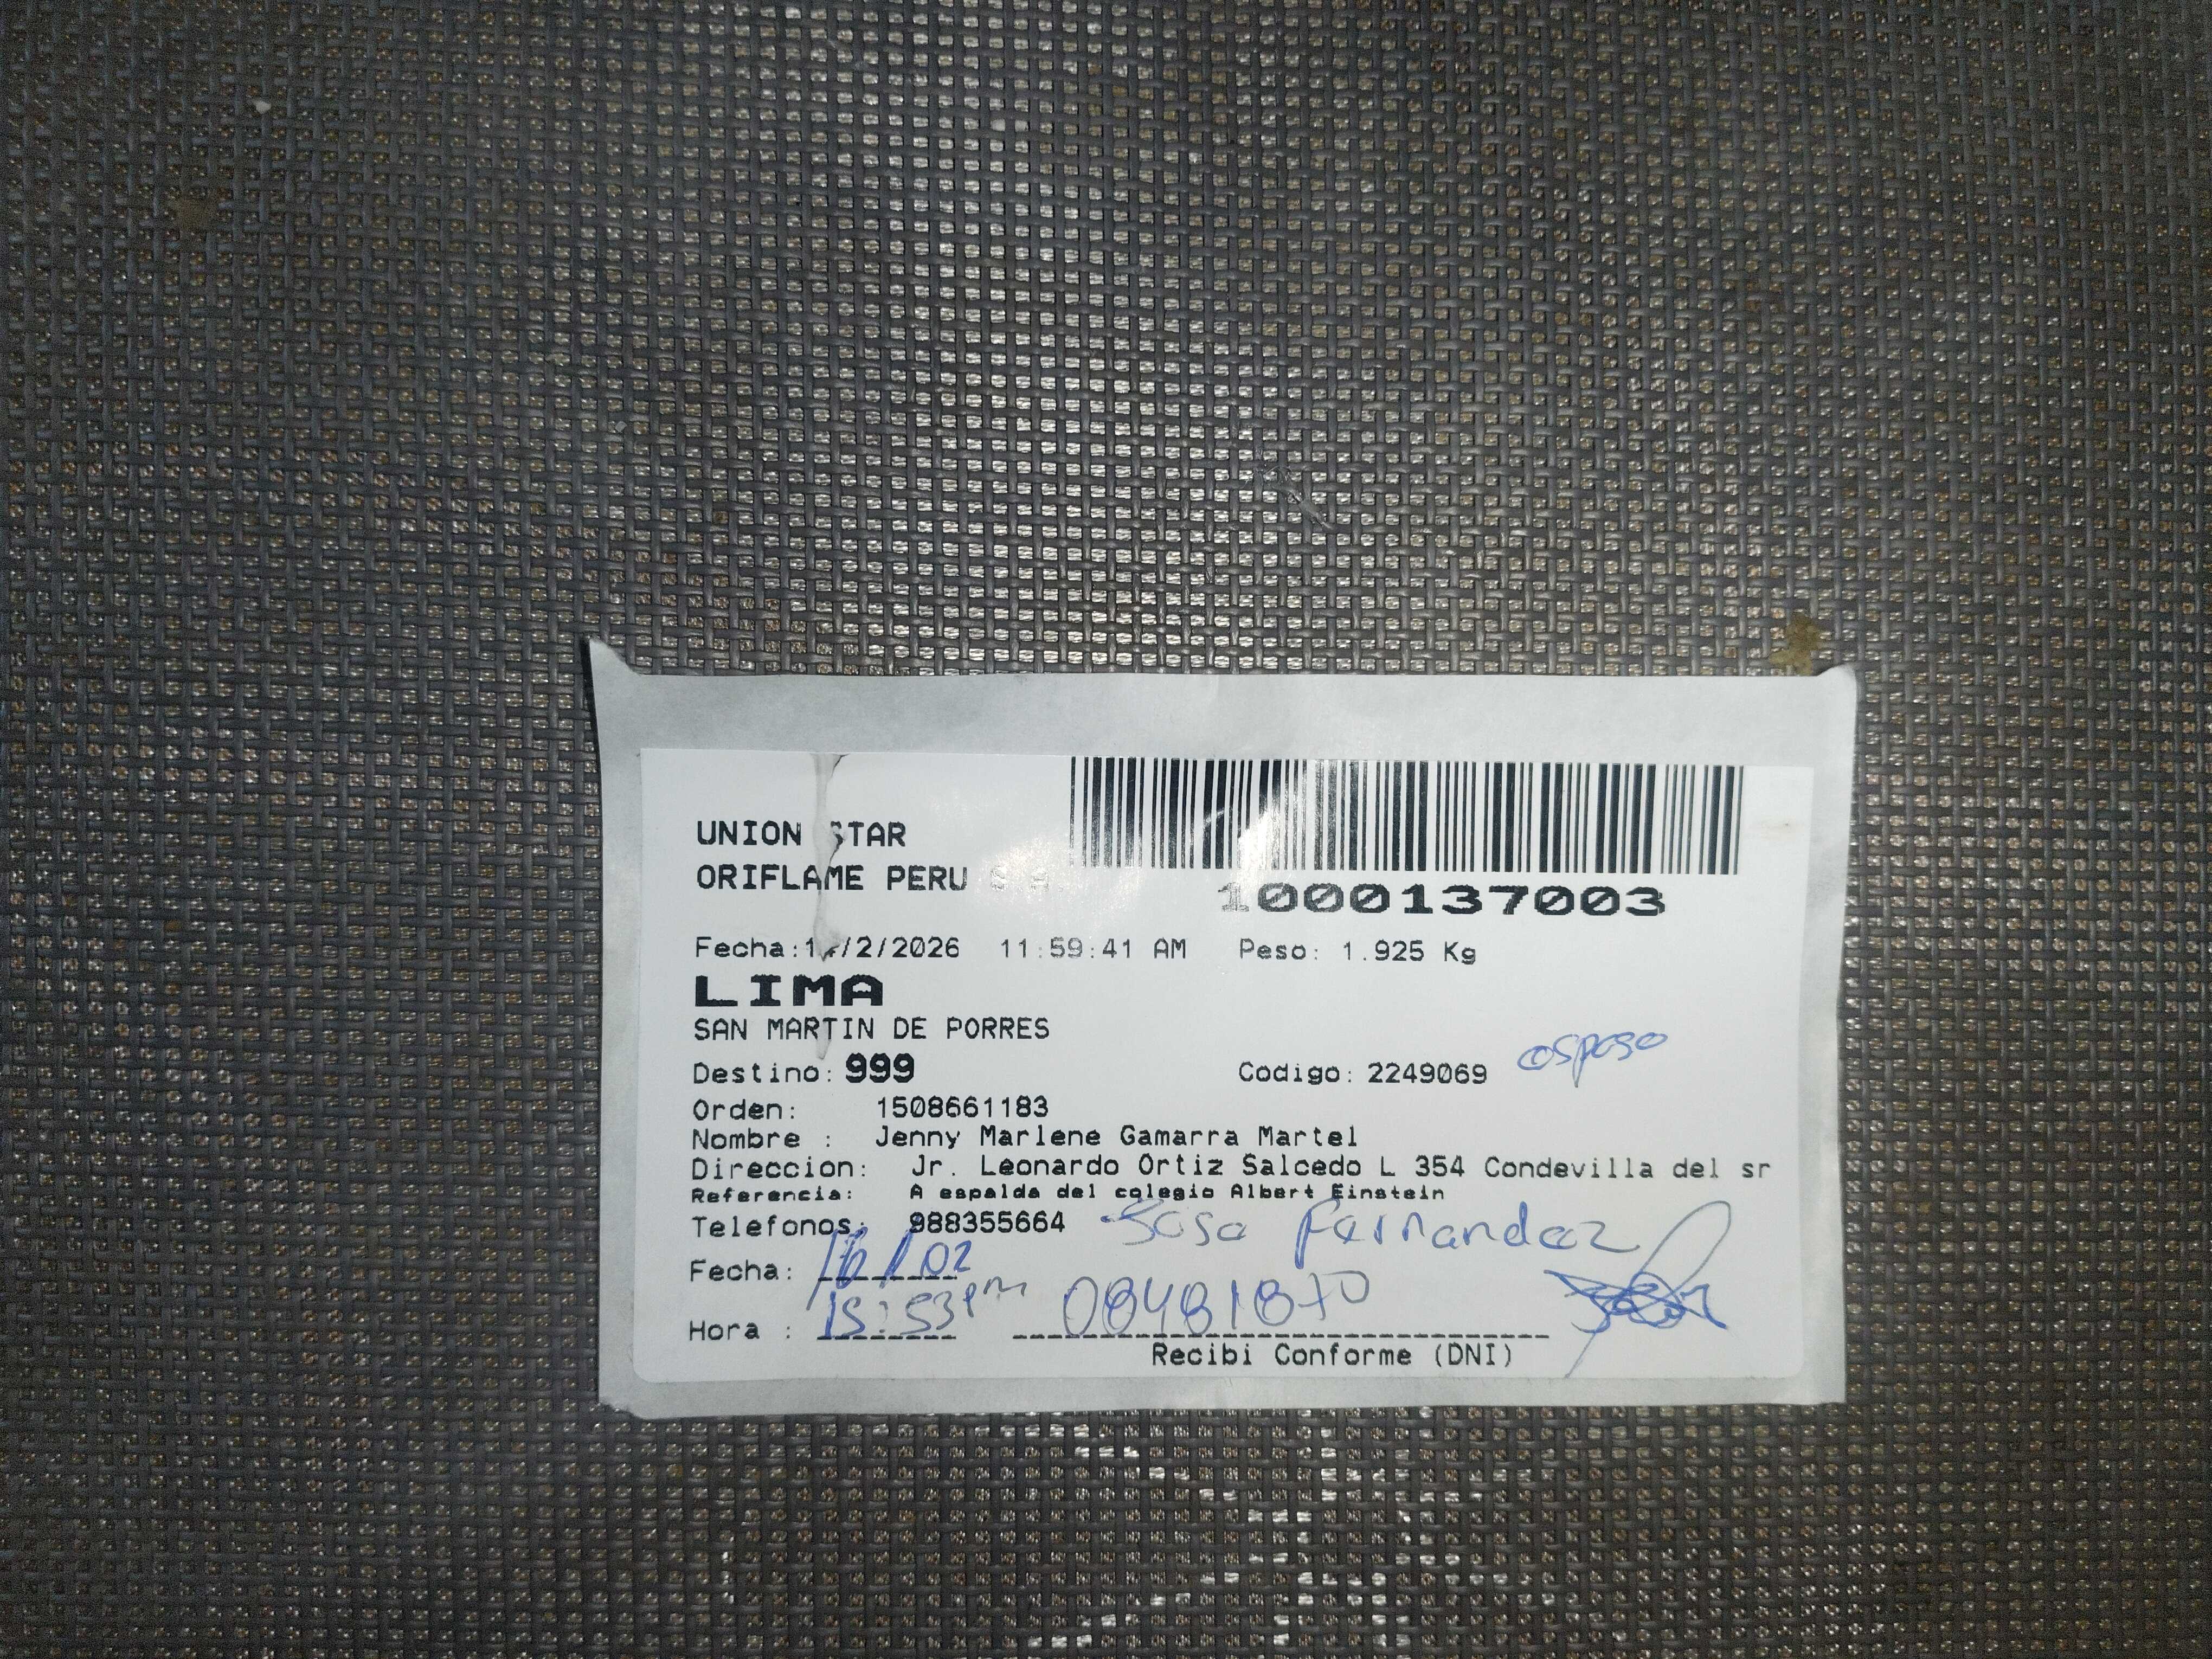 UNION STAR
ORIFLAME PERU S.A.
1000137003
Fecha: /2/2026 11:59:41 AM Peso: 1.925 Kg
LIMA
SAN MARTIN DE PORRES
Destino: 999 Codigo: 2249069 esposo
Orden: 1508661183
Nombre : Jenny Marlene Gamarra Martel
Direccion: Jr. Leonardo Ortiz Salcedo L 354 Condevilla del sr
Referencia: A espalda del colegio Albert Einstein
Telefonos: 988355664 Fernandez
Fecha: 16/02
Hora : 15:53 pm
Recibi Conforme (DNI)